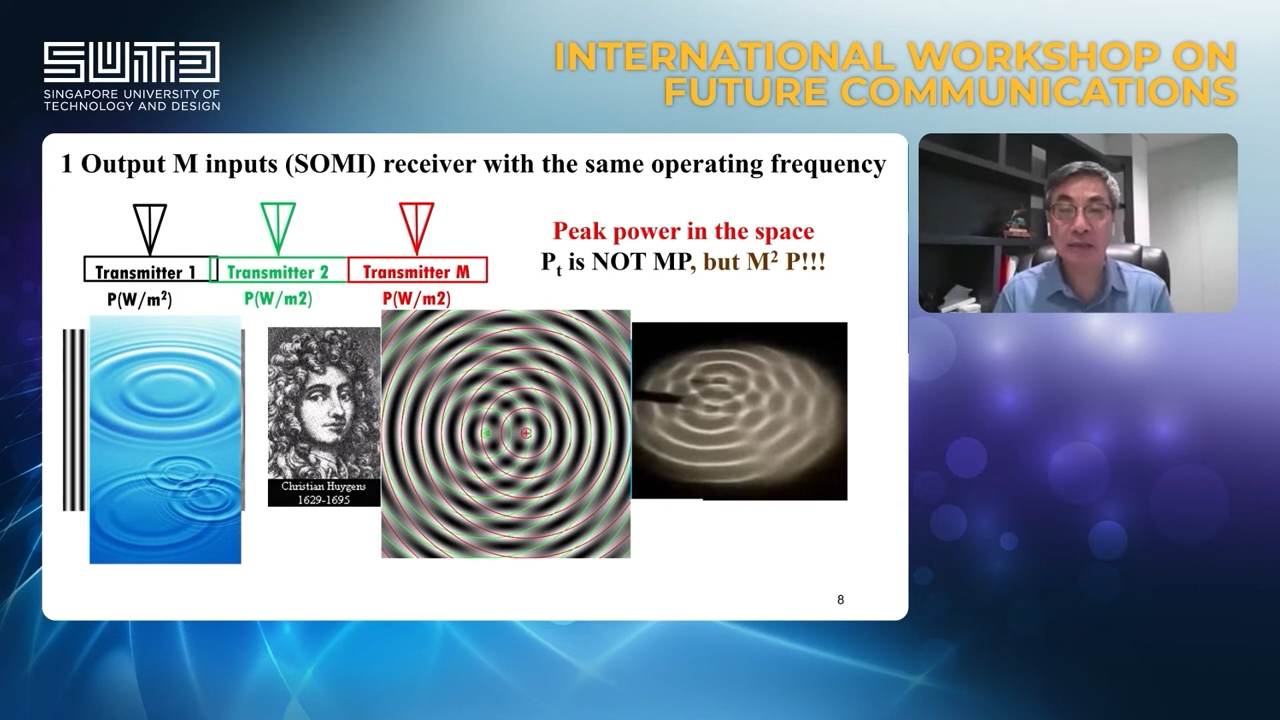 SUTD
SINGAPORE UNIVERSITY OF
TECHNOLOGY AND DESIGN
INTERNATIONAL WORKSHOP ON
FUTURE COMMUNICATIONS
1 Output M inputs (SOMI) receiver with the same operating frequency
Transmitter 1
Transmitter 2
Transmitter M
P(W/m²)
P(W/m2)
P(W/m2)
Peak power in the space
Pₜ is NOT MP, but M² P!!!
Christian Huygens
1629-1695
8